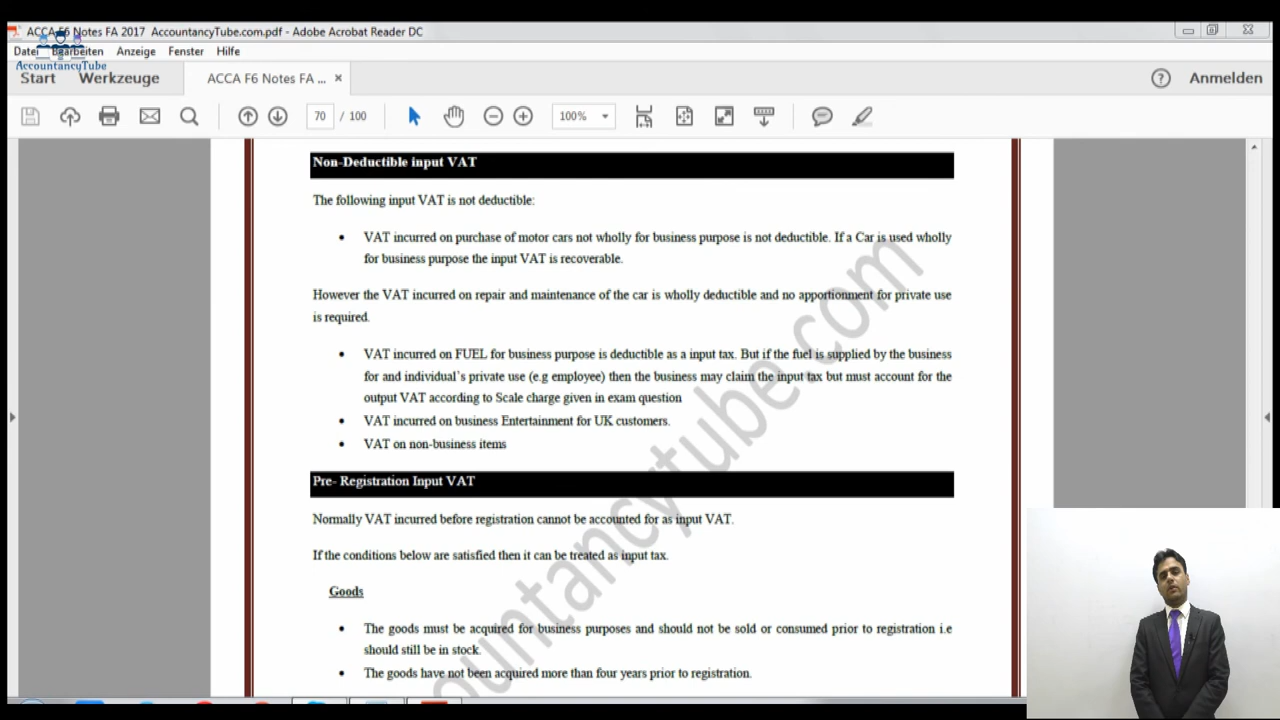 ACCA F6 Notes FA 2017 AccountancyTube.com.pdf - Adobe Acrobat Reader DC
Datei Bearbeiten Anzeige Fenster Hilfe
AccountancyTube
Start Werkzeuge ACCA F6 Notes FA ... × ? Anmelden
70 / 100 100%
Non-Deductible input VAT
The following input VAT is not deductible:
• VAT incurred on purchase of motor cars not wholly for business purpose is not deductible. If a Car is used wholly
for business purpose the input VAT is recoverable.
However the VAT incurred on repair and maintenance of the car is wholly deductible and no apportionment for private use
is required.
• VAT incurred on FUEL for business purpose is deductible as a input tax. But if the fuel is supplied by the business
for and individual's private use (e.g employee) then the business may claim the input tax but must account for the
output VAT according to Scale charge given in exam question
• VAT incurred on business Entertainment for UK customers.
• VAT on non-business items
Pre- Registration Input VAT
Normally VAT incurred before registration cannot be accounted for as input VAT.
If the conditions below are satisfied then it can be treated as input tax.
Goods
• The goods must be acquired for business purposes and should not be sold or consumed prior to registration i.e
should still be in stock.
• The goods have not been acquired more than four years prior to registration.
ountancytube.com